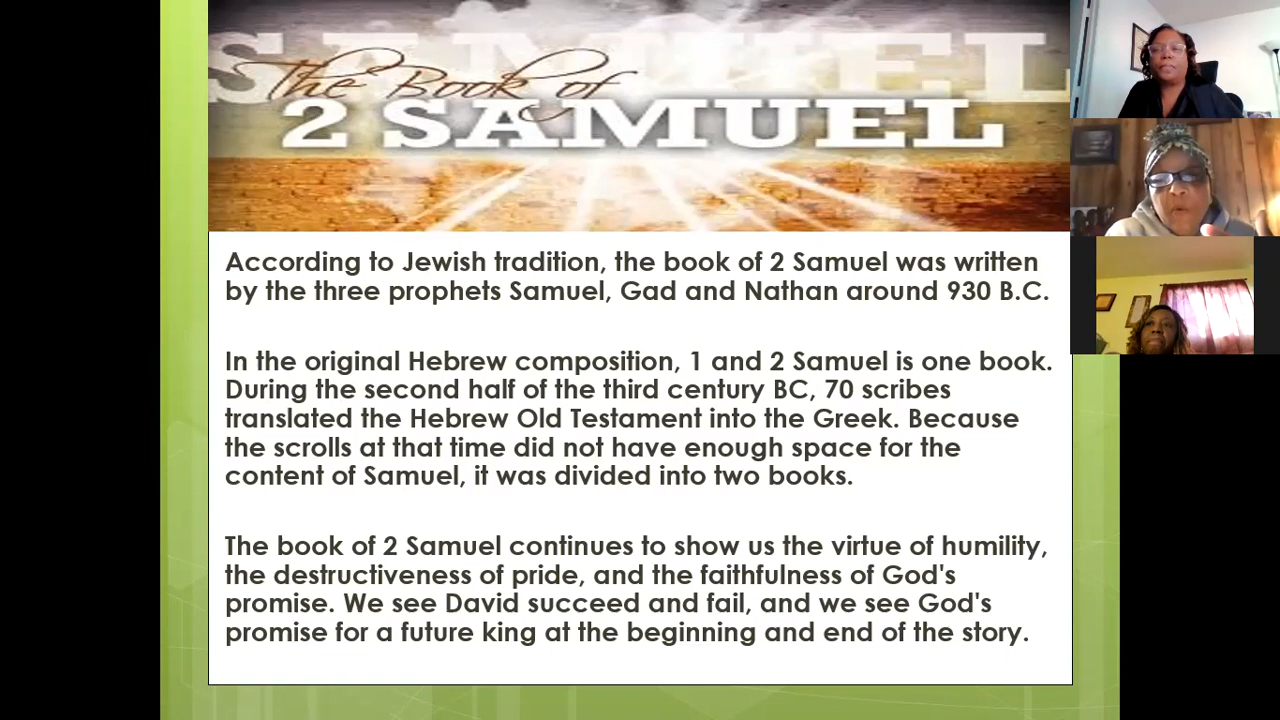 SAMUEL
The Book of
2 SAMUEL
According to Jewish tradition, the book of 2 Samuel was written
by the three prophets Samuel, Gad and Nathan around 930 B.C.
In the original Hebrew composition, 1 and 2 Samuel is one book.
During the second half of the third century BC, 70 scribes
translated the Hebrew Old Testament into the Greek. Because
the scrolls at that time did not have enough space for the
content of Samuel, it was divided into two books.
The book of 2 Samuel continues to show us the virtue of humility,
the destructiveness of pride, and the faithfulness of God's
promise. We see David succeed and fail, and we see God's
promise for a future king at the beginning and end of the story.